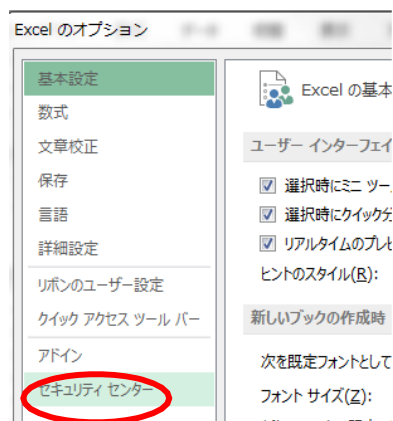 Excel のオプション
基本設定
数式
文章校正
保存
言語
詳細設定
リボンのユーザー設定
クイック アクセス ツール バー
アドイン
セキュリティ センター
Excel の基本
ユーザー インターフェイ
選択時にミニ ツー
選択時にクイック分
リアルタイムのプレビ
ヒントのスタイル(R):
新しいブックの作成時
次を既定フォントとして
フォント サイズ(Z):